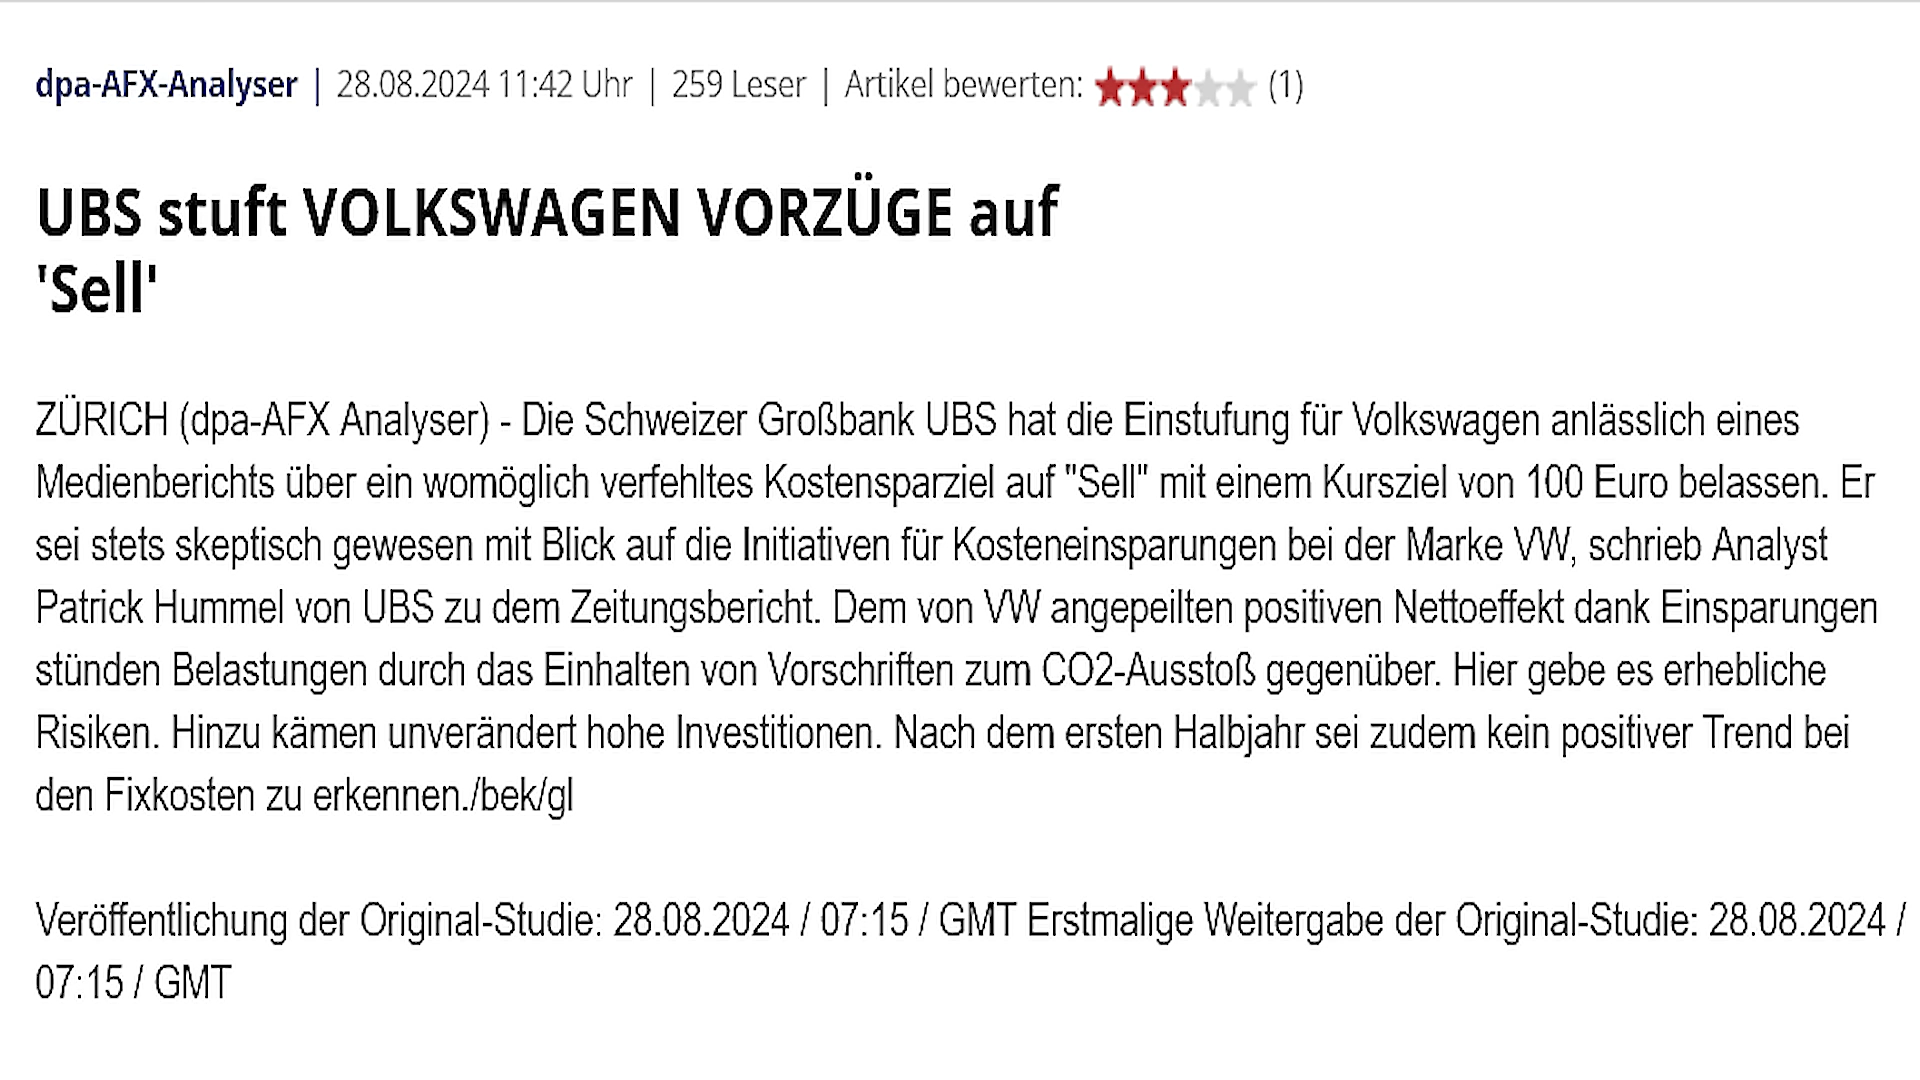 dpa-AFX-Analyser | 28.08.2024 11:42 Uhr | 259 Leser | Artikel bewerten: (1)
UBS stuft VOLKSWAGEN VORZÜGE auf
'Sell'
ZÜRICH (dpa-AFX Analyser) - Die Schweizer Großbank UBS hat die Einstufung für Volkswagen anlässlich eines
Medienberichts über ein womöglich verfehltes Kostensparziel auf "Sell" mit einem Kursziel von 100 Euro belassen. Er
sei stets skeptisch gewesen mit Blick auf die Initiativen für Kosteneinsparungen bei der Marke VW, schrieb Analyst
Patrick Hummel von UBS zu dem Zeitungsbericht. Dem von VW angepeilten positiven Nettoeffekt dank Einsparungen
stünden Belastungen durch das Einhalten von Vorschriften zum CO2-Ausstoß gegenüber. Hier gebe es erhebliche
Risiken. Hinzu kämen unverändert hohe Investitionen. Nach dem ersten Halbjahr sei zudem kein positiver Trend bei
den Fixkosten zu erkennen./bek/gl
Veröffentlichung der Original-Studie: 28.08.2024 / 07:15 / GMT Erstmalige Weitergabe der Original-Studie: 28.08.2024 /
07:15 / GMT